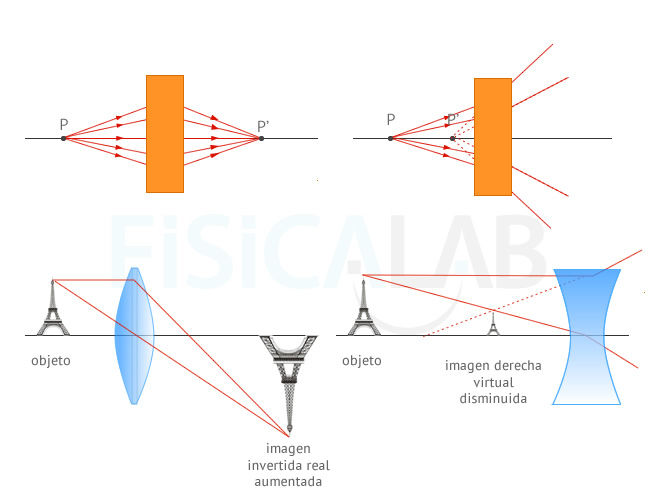 P
P'
P
P'
FiSiCALAB
objeto
imagen
invertida real
aumentada
objeto
imagen derecha
virtual
disminuida